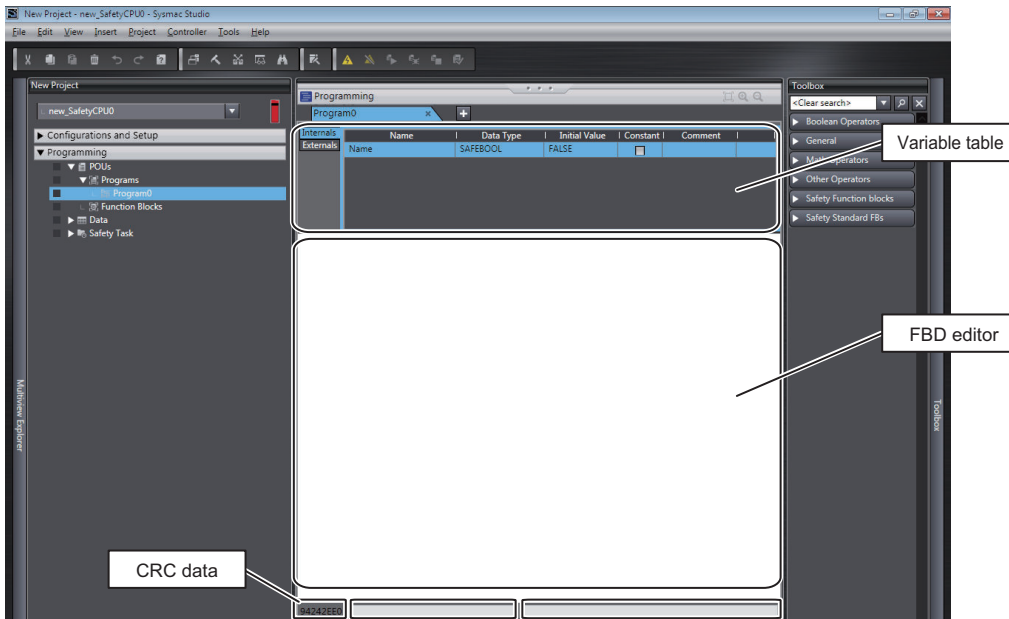 New Project - new_SafetyCPU0 - Sysmac Studio
File Edit View Insert Project Controller Tools Help
New Project
new_SafetyCPU0
Configurations and Setup
Programming
POUs
Programs
Program0
Function Blocks
Data
Safety Task
Multiview Explorer
Programming
Program0
Internals
Externals
Name Data Type Initial Value Constant Comment
Name SAFEBOOL FALSE
Toolbox
<Clear search>
Boolean Operators
General
Math Operators
Other Operators
Safety Function blocks
Safety Standard FBs
Toolbox
Variable table
FBD editor
CRC data
94242EE0